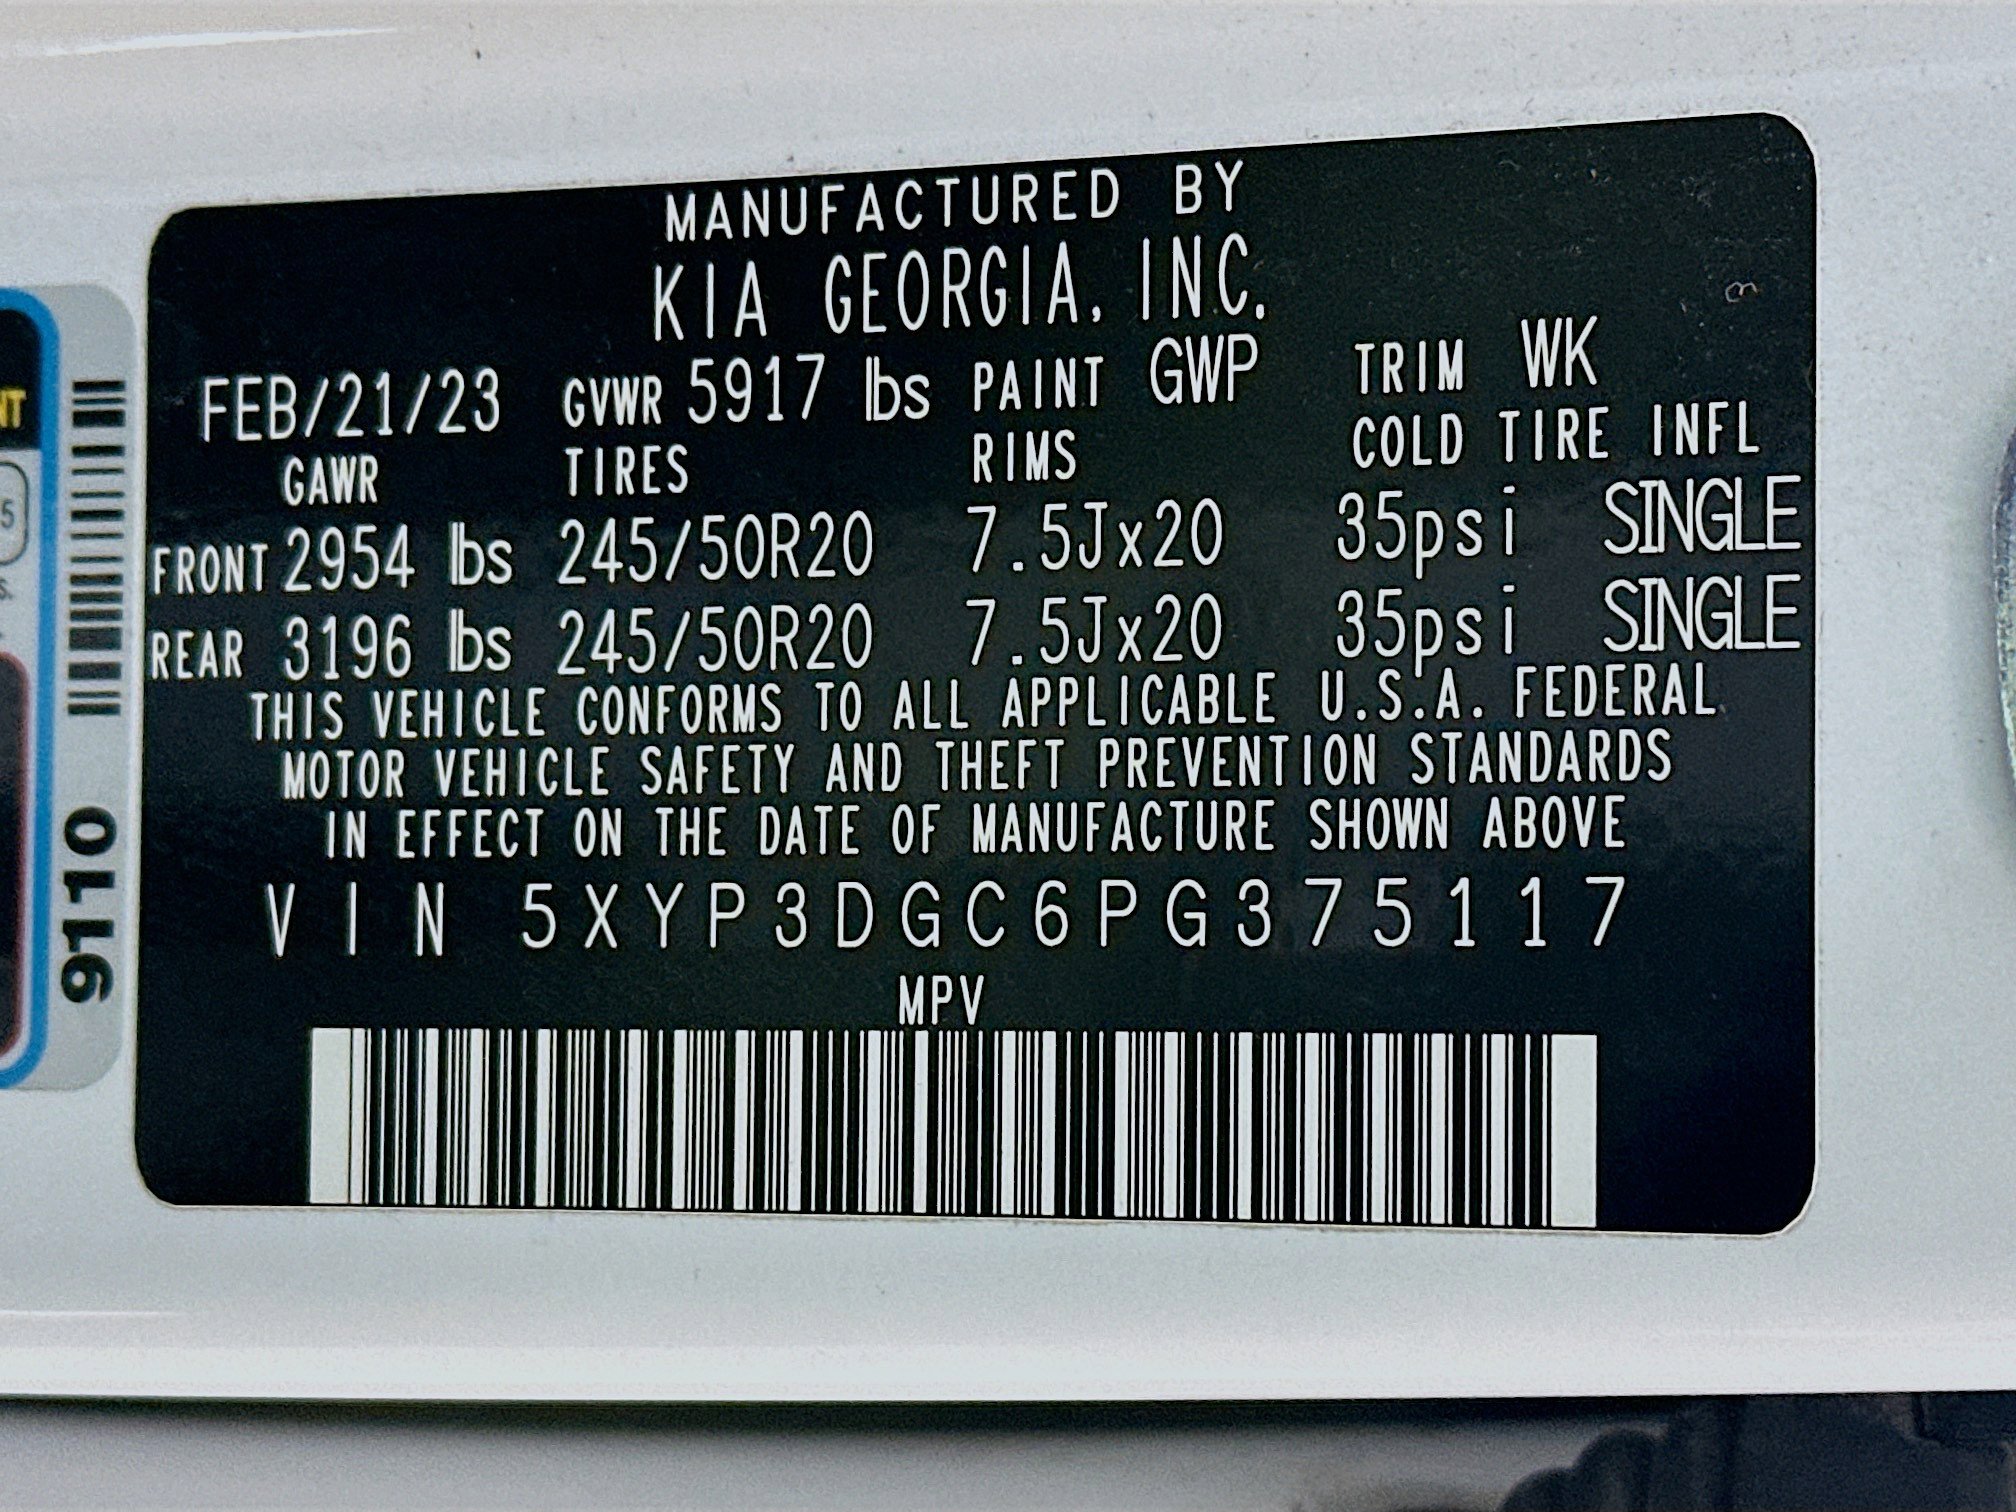 MANUFACTURED BY
KIA GEORGIA, INC.
FEB/21/23 GVWR 5917 lbs PAINT GWP TRIM WK
GAWR TIRES RIMS COLD TIRE INFL
FRONT 2954 lbs 245/50R20 7.5Jx20 35psi SINGLE
REAR 3196 lbs 245/50R20 7.5Jx20 35psi SINGLE
THIS VEHICLE CONFORMS TO ALL APPLICABLE U.S.A. FEDERAL
MOTOR VEHICLE SAFETY AND THEFT PREVENTION STANDARDS
IN EFFECT ON THE DATE OF MANUFACTURE SHOWN ABOVE
VIN 5XYP3DGC6PG375117
MPV
9110
NT
5